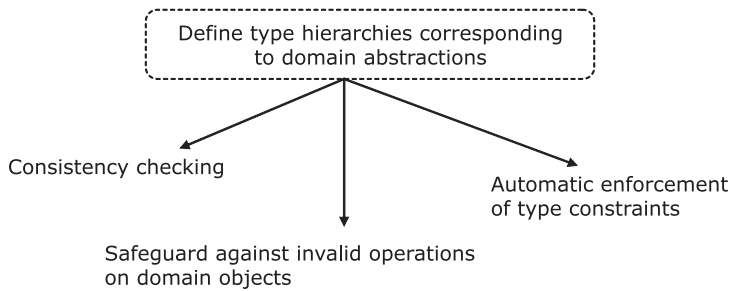 Define type hierarchies corresponding
to domain abstractions
Consistency checking
Automatic enforcement
of type constraints
Safeguard against invalid operations
on domain objects